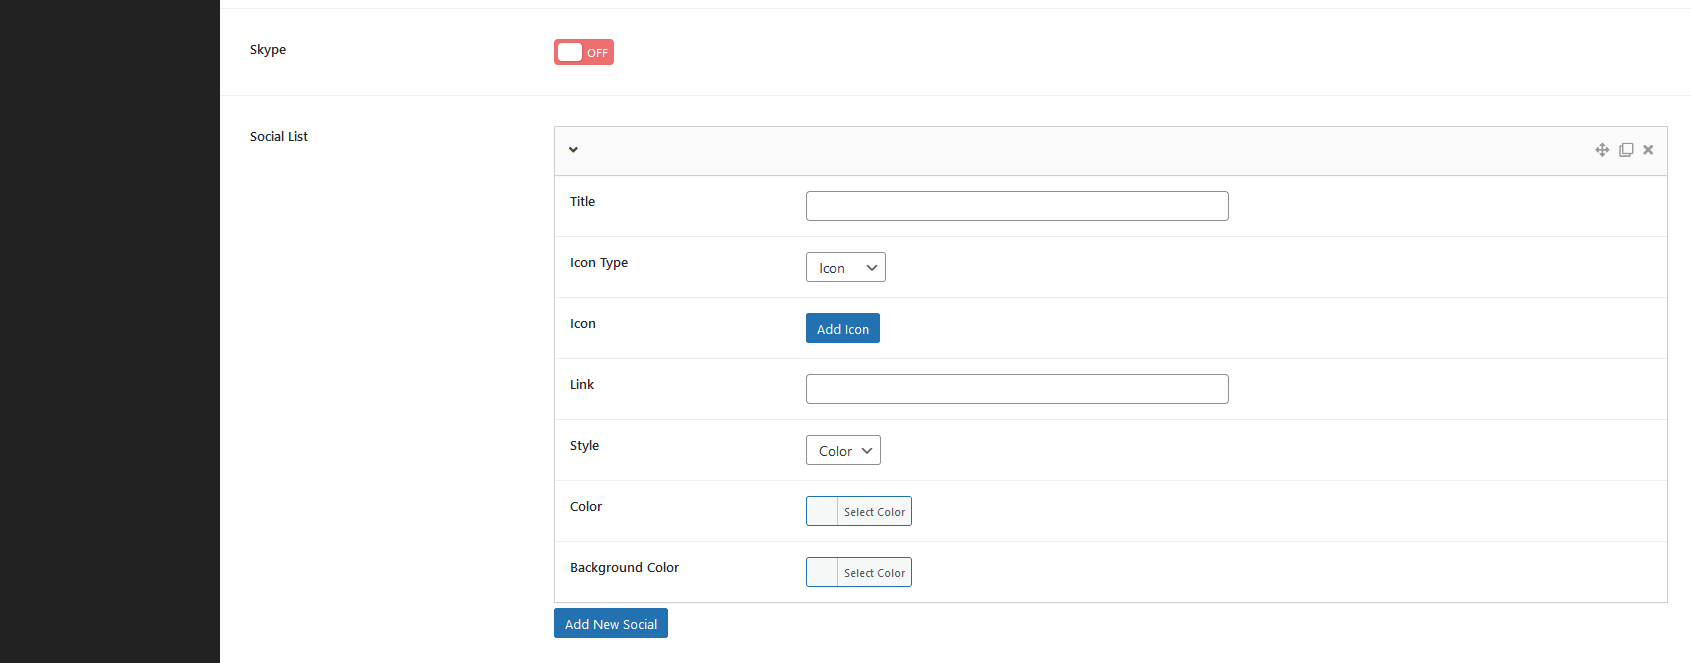 Skype
OFF
Social List
Title
Icon Type
Icon
Icon
Add Icon
Link
Style
Color
Color
Select Color
Background Color
Select Color
Add New Social